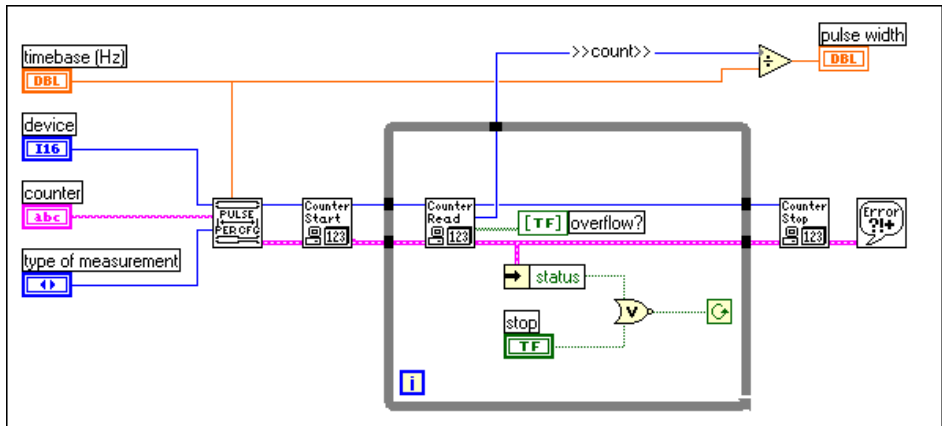 timebase (Hz)
DBL
>>count>>
÷
pulse width
DBL
device
I16
counter
abc
PULSE
PER CFG
Counter
Start
123
Counter
Read
123
[TF] overflow?
Counter
Stop
123
Error
?!+
type of measurement
status
V
stop
TF
i